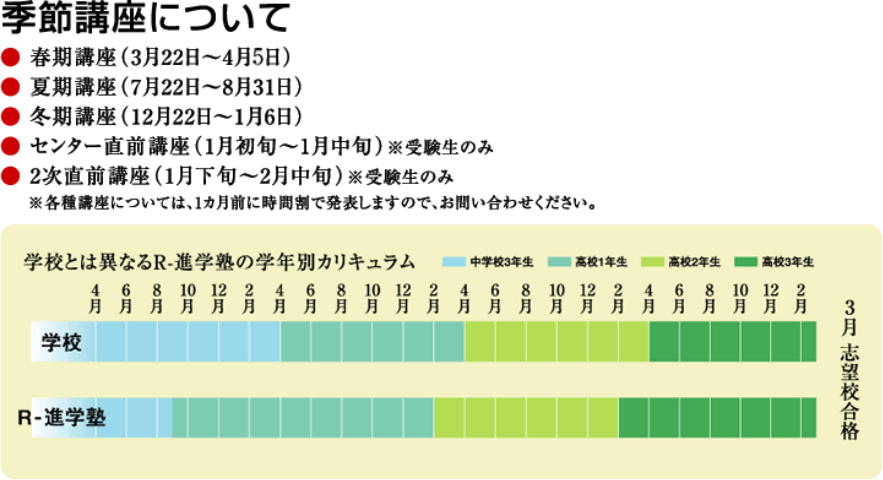 季節講座について
● 春期講座（3月22日～4月5日）
● 夏期講座（7月22日～8月31日）
● 冬期講座（12月22日～1月6日）
● センター直前講座（1月初旬～1月中旬）※受験生のみ
● 2次直前講座（1月下旬～2月中旬）※受験生のみ
※各種講座については、1カ月前に時間割で発表しますので、お問い合わせください。
学校とは異なるR-進学塾の学年別カリキュラム 中学校3年生 高校1年生 高校2年生 高校3年生
4月 6月 8月 10月 12月 2月 4月 6月 8月 10月 12月 2月 4月 6月 8月 10月 12月 2月 4月 6月 8月 10月 12月 2月
学校
R-進学塾
3月 志望校合格